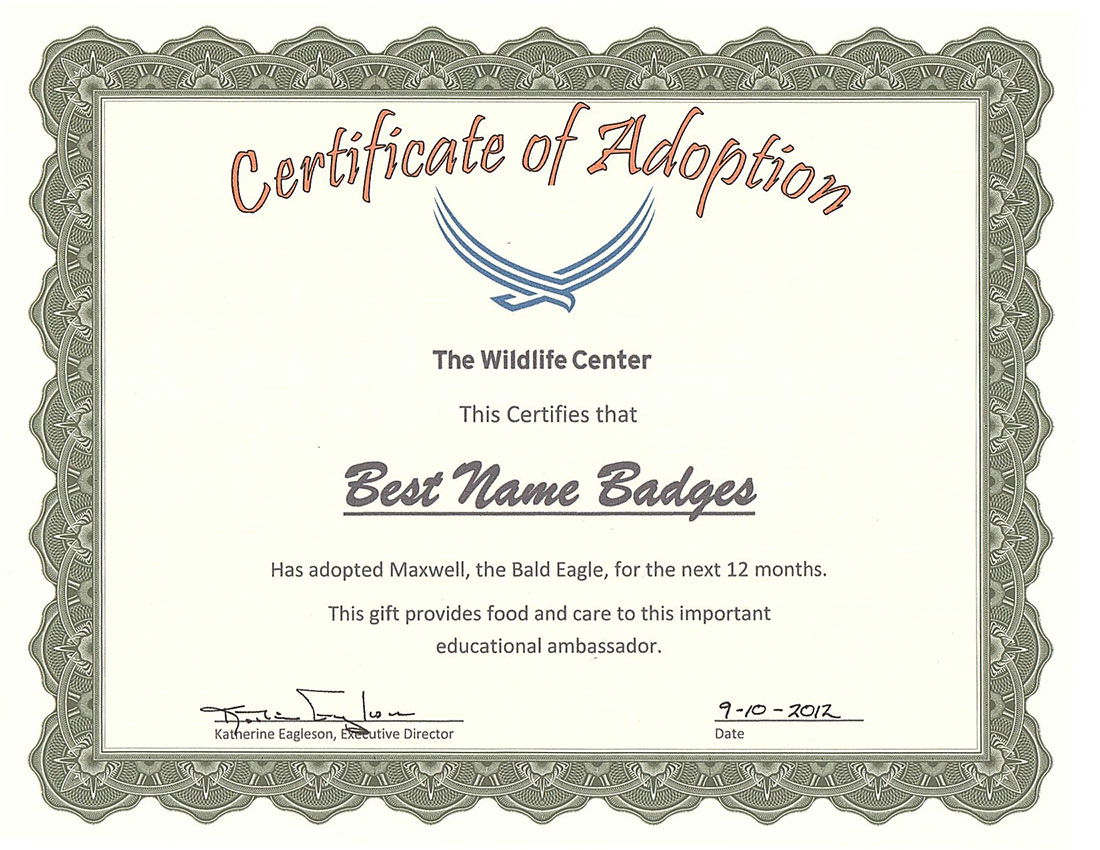 Certificate of Adoption
The Wildlife Center
This Certifies that
Best Name Badges
Has adopted Maxwell, the Bald Eagle, for the next 12 months.
This gift provides food and care to this important
educational ambassador.
9-10-2012
Katherine Eagleson, Executive Director
Date